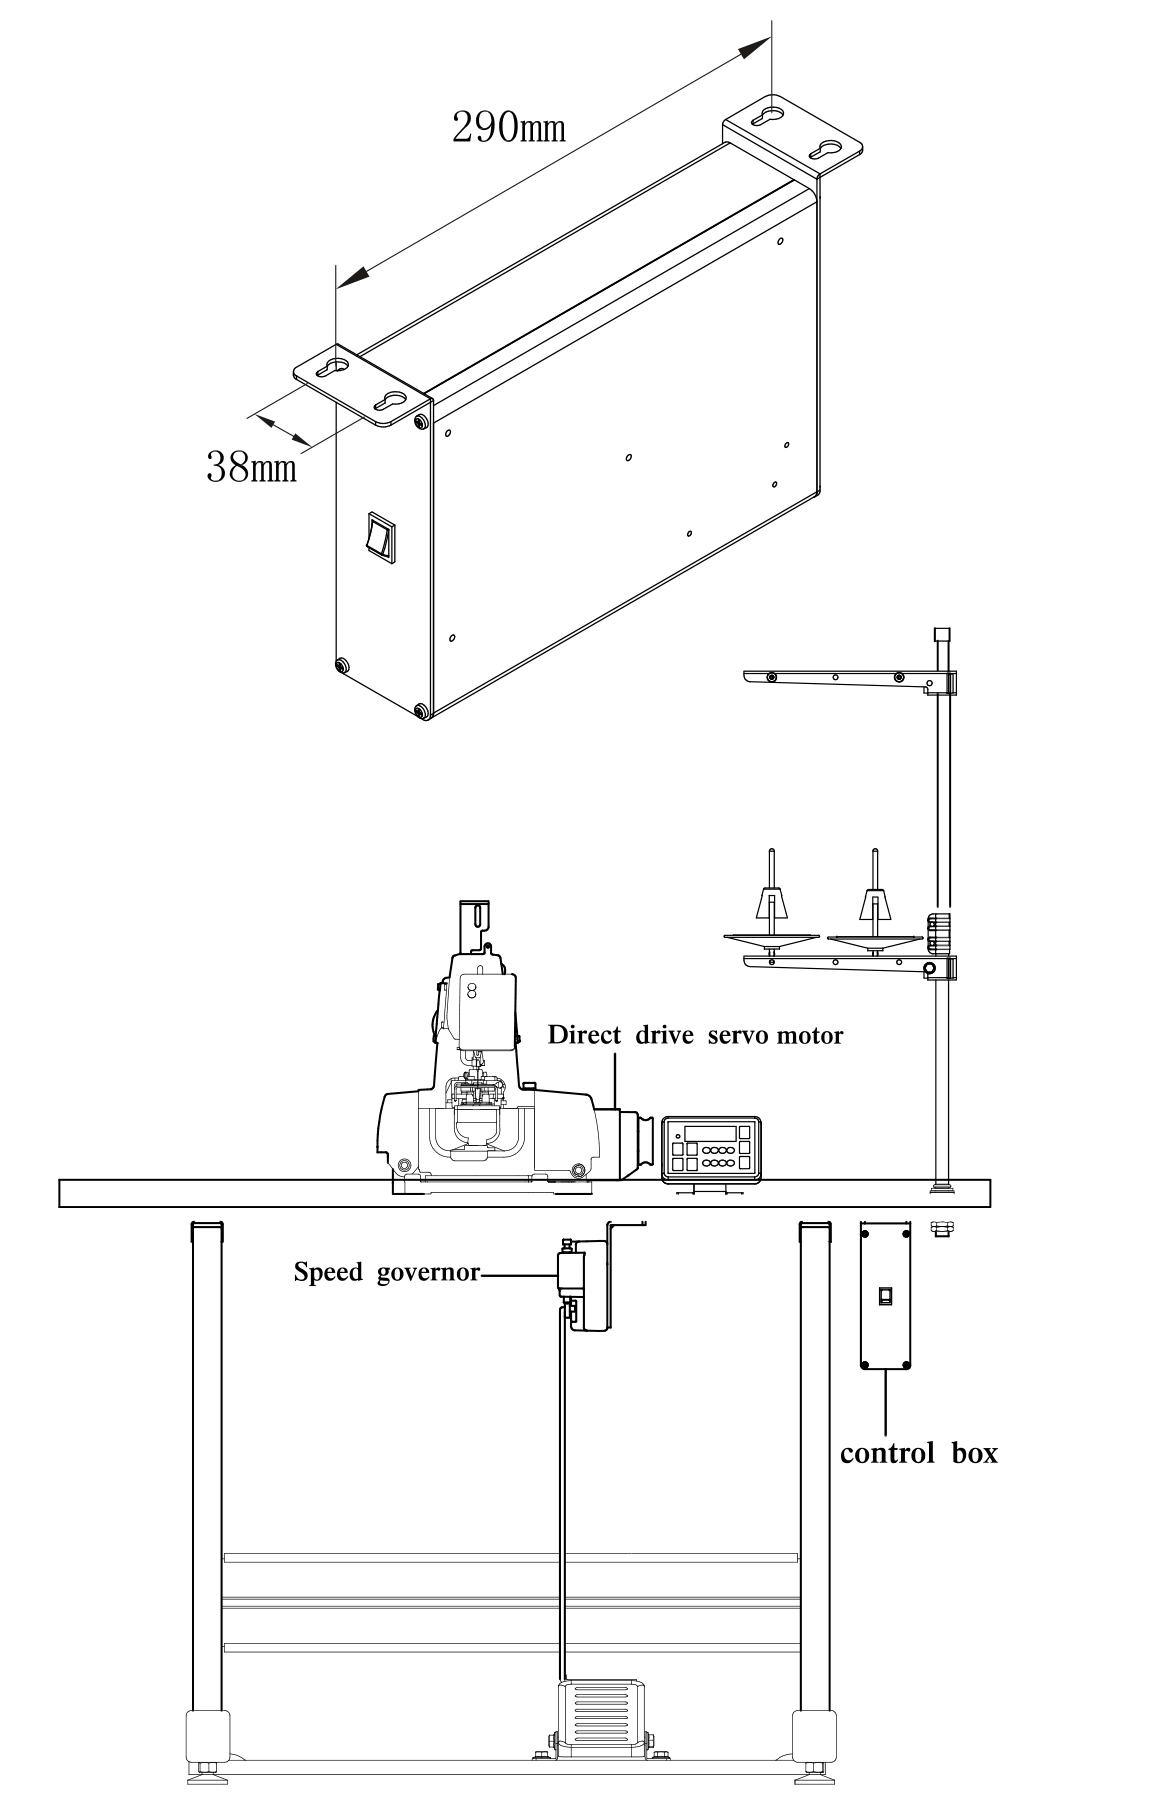 290mm
38mm
Direct drive servo motor
Speed governor
control box